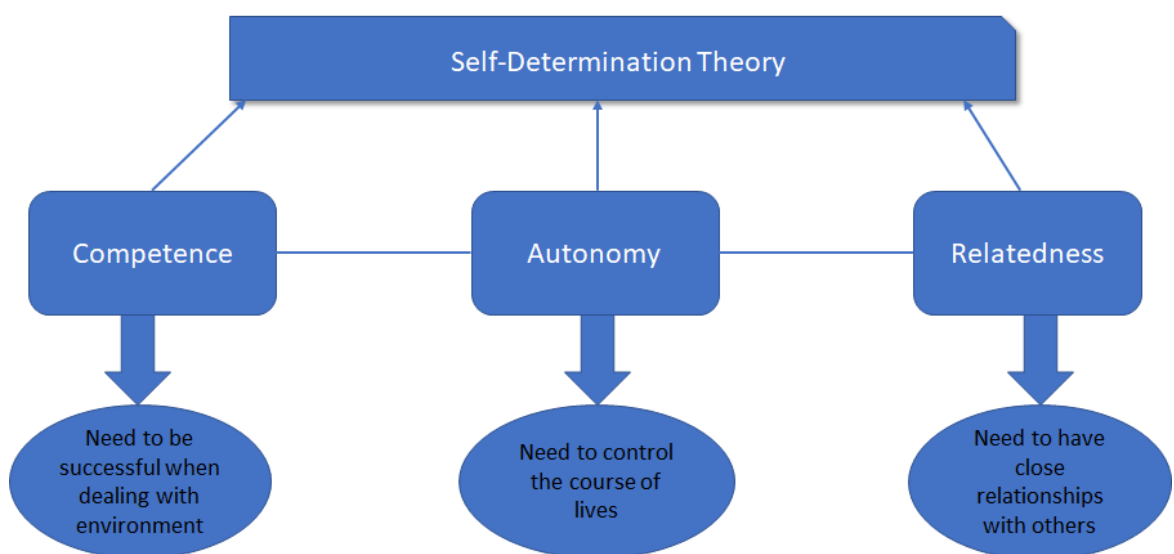 Self-Determination Theory
Competence
Autonomy
Relatedness
Need to be
successful when
dealing with
environment
Need to control
the course of
lives
Need to have
close
relationships
with others